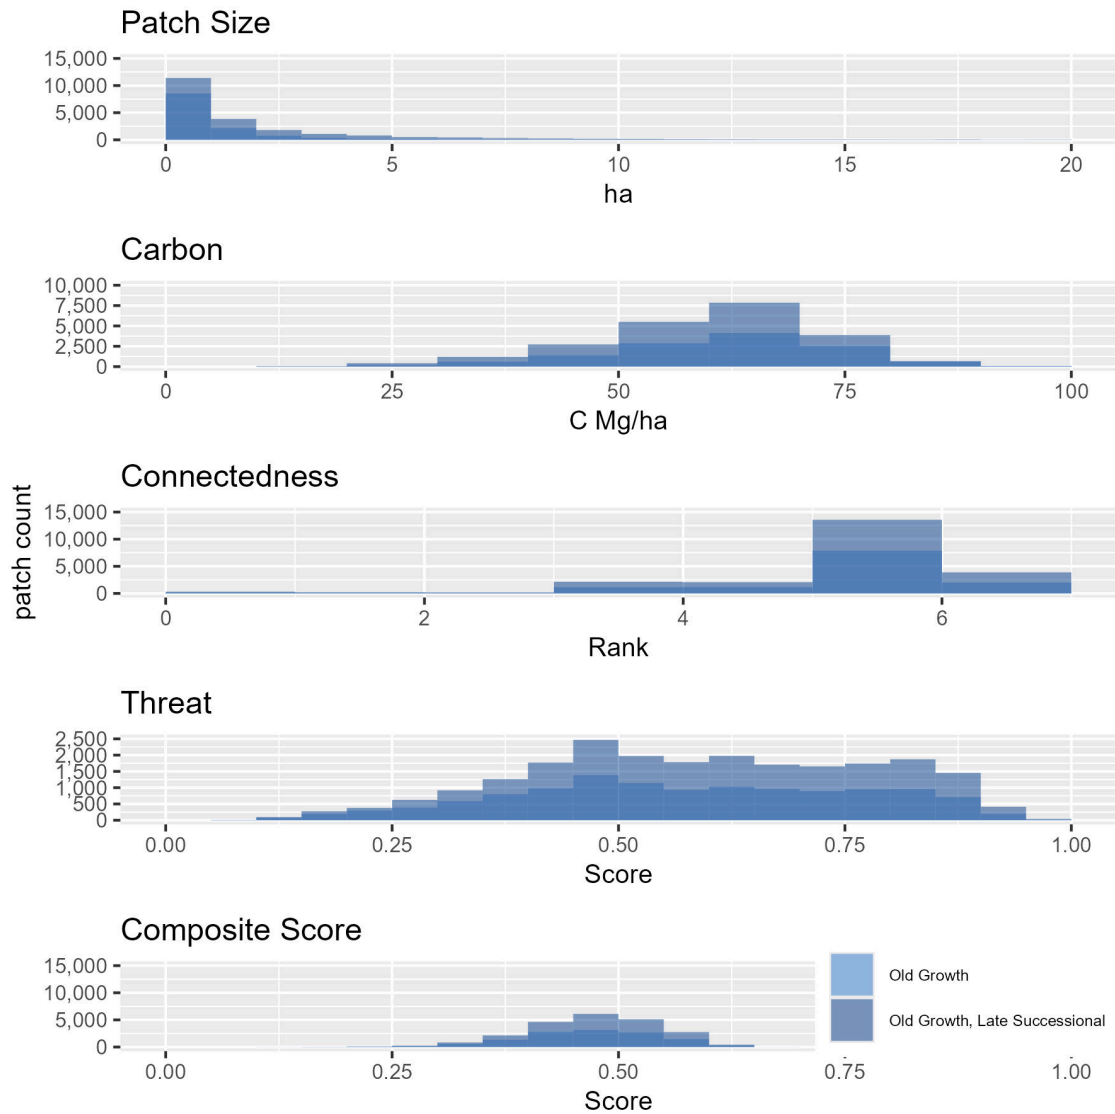 Patch Size
15,000
10,000
5,000
0
0 5 10 15 20
ha
Carbon
10,000
7,500
5,000
2,500
0
0 25 50 75 100
C Mg/ha
Connectedness
patch count
15,000
10,000
5,000
0
0 2 4 6
Rank
Threat
2,500
2,000
1,500
1,000
500
0
0.00 0.25 0.50 0.75 1.00
Score
Composite Score
15,000
10,000
5,000
0
Old Growth
Old Growth, Late Successional
0.00 0.25 0.50 0.75 1.00
Score